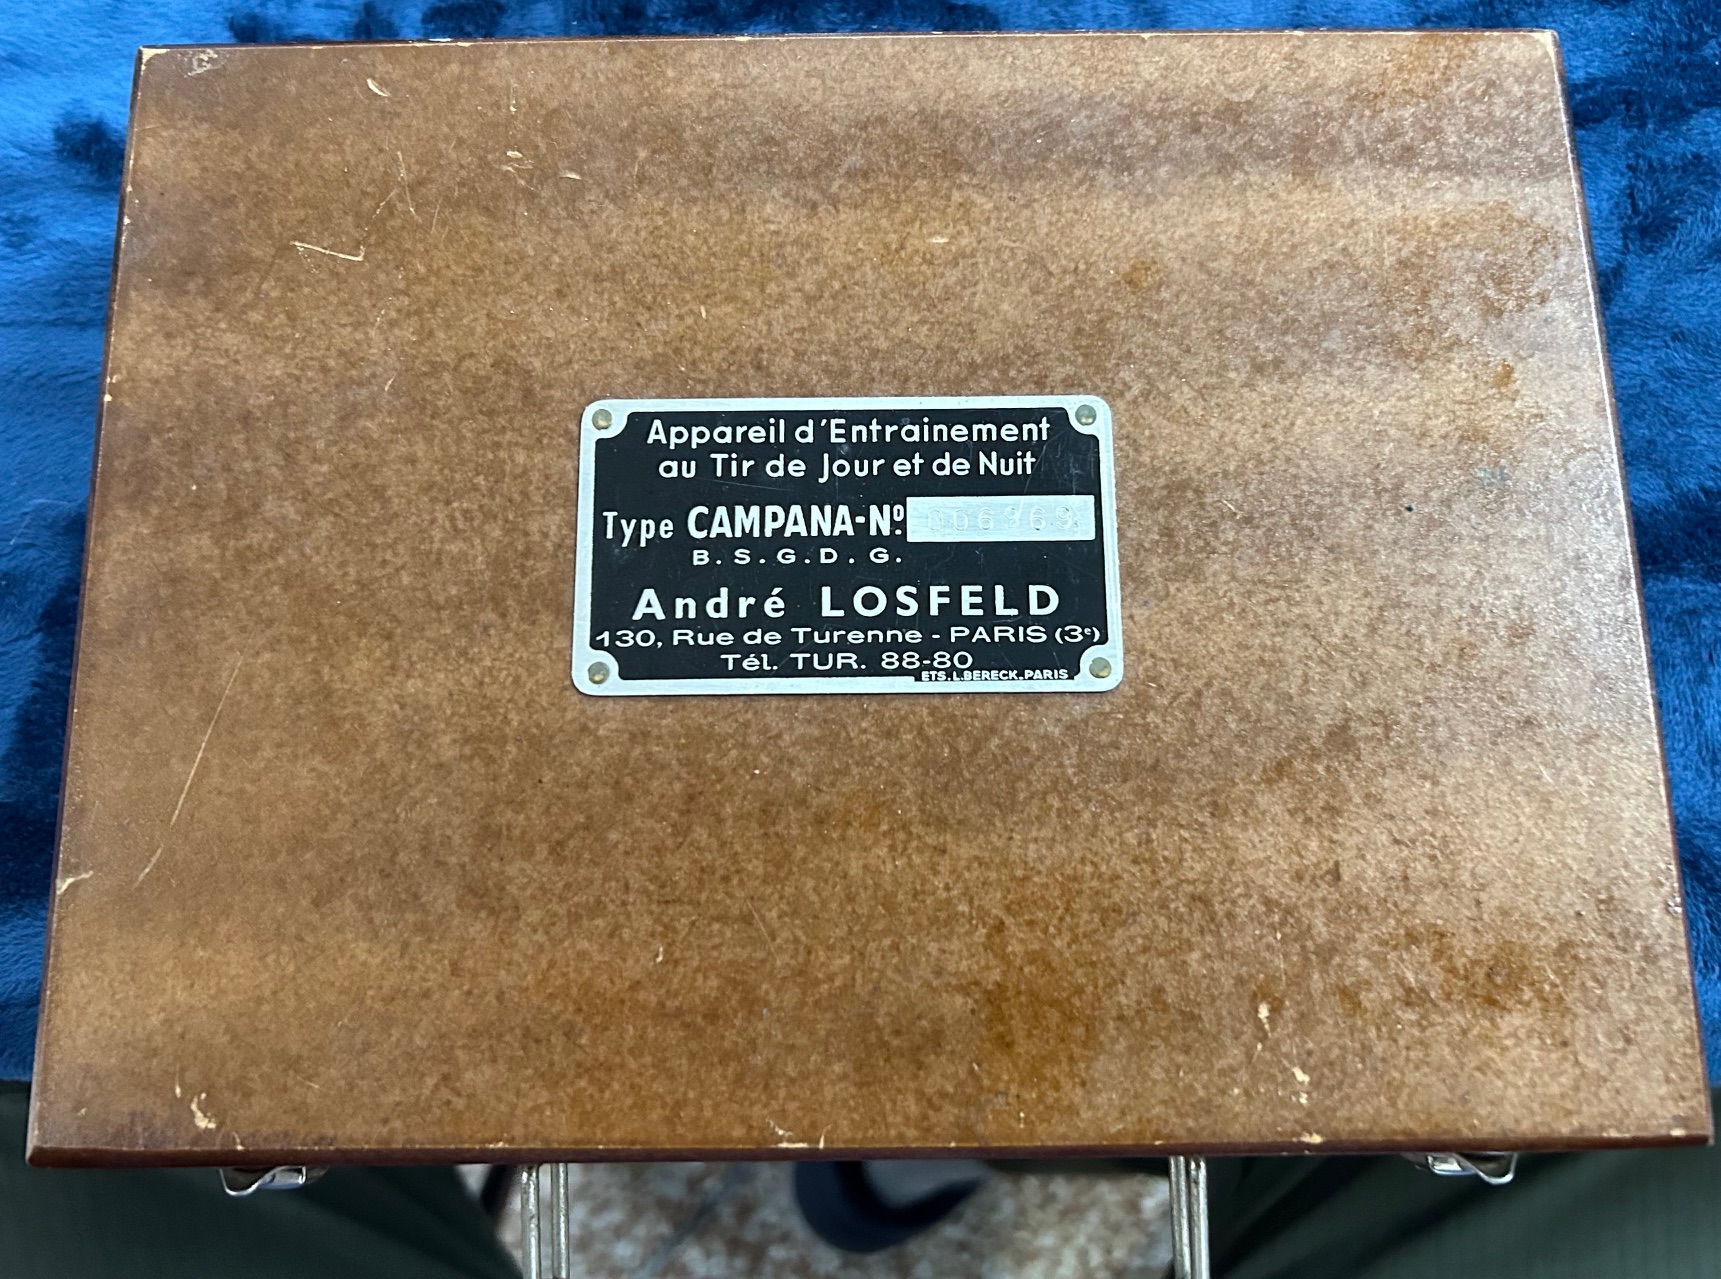 Appareil d'Entrainement
au Tir de Jour et de Nuit
Type CAMPANA-Nº. 006969
B.S.G.D.G.
André LOSFELD
130, Rue de Turenne - PARIS (3e)
Tél. TUR. 88-80
ETS.L.BERECK.PARIS